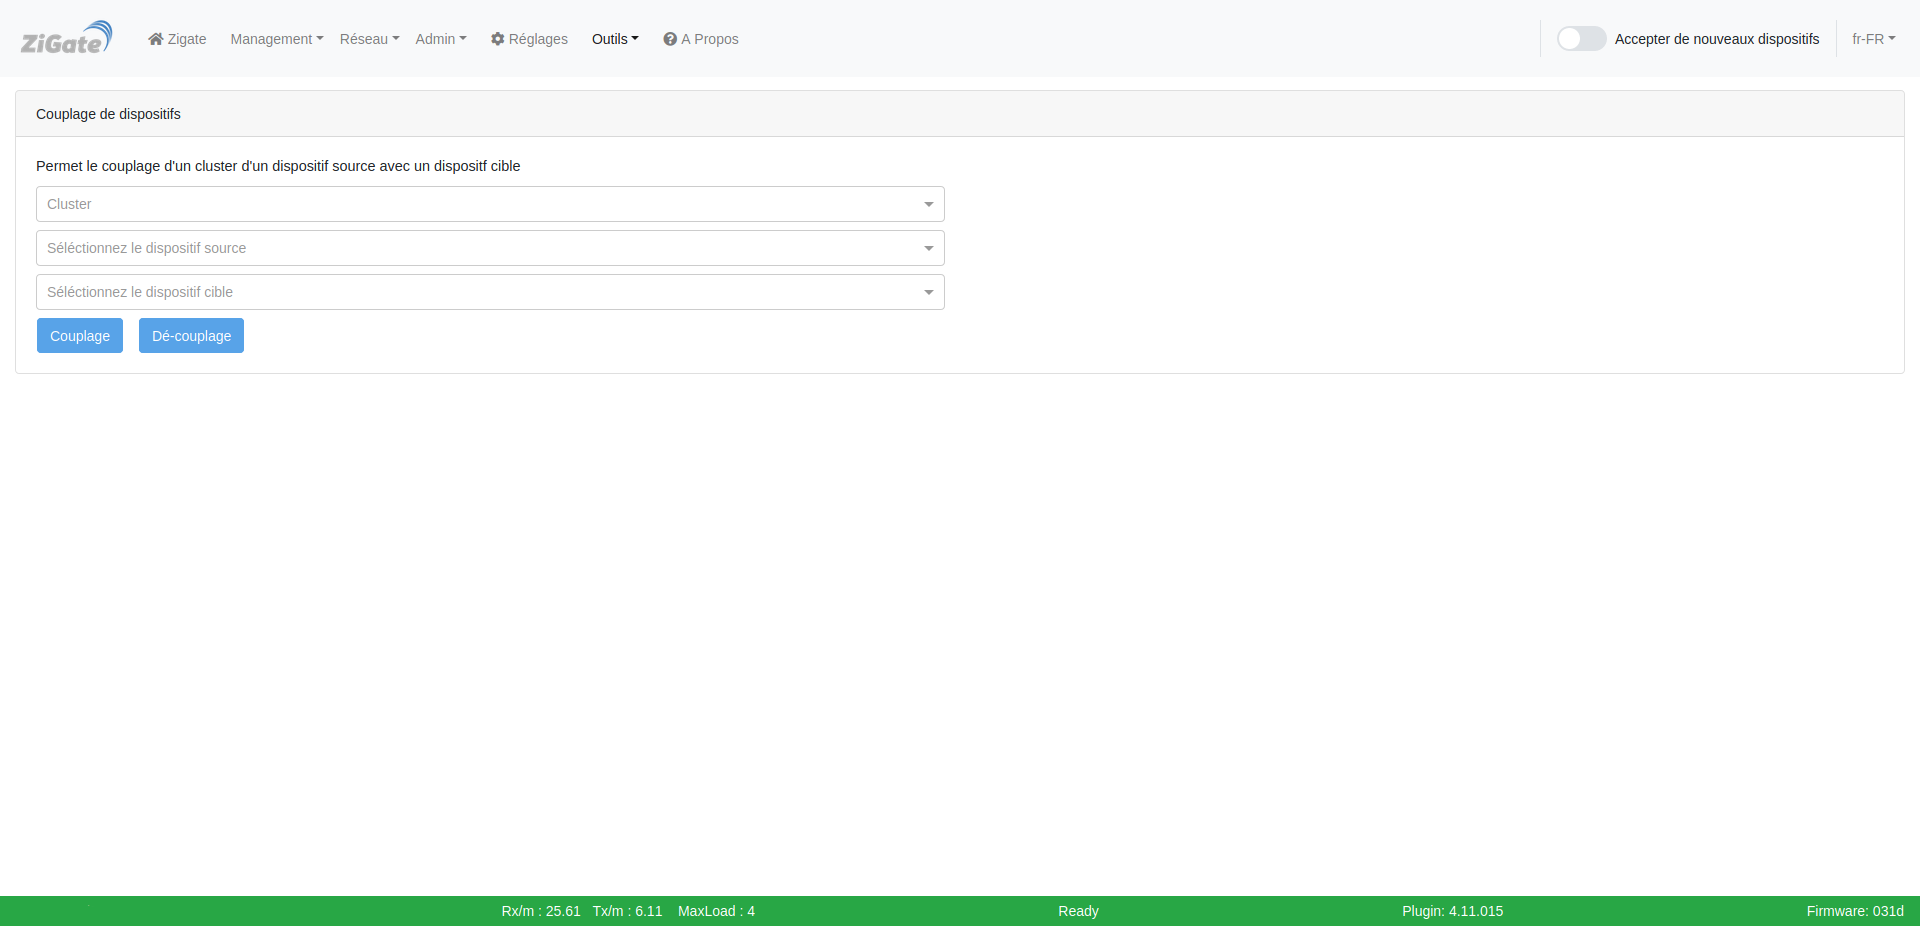 ZiGate
Zigate Management Réseau Admin Réglages Outils A Propos Accepter de nouveaux dispositifs fr-FR
Couplage de dispositifs
Permet le couplage d'un cluster d'un dispositif source avec un dispositf cible
Cluster
Séléctionnez le dispositif source
Séléctionnez le dispositif cible
Couplage Dé-couplage
Rx/m : 25.61 Tx/m : 6.11 MaxLoad : 4 Ready Plugin: 4.11.015 Firmware: 031d